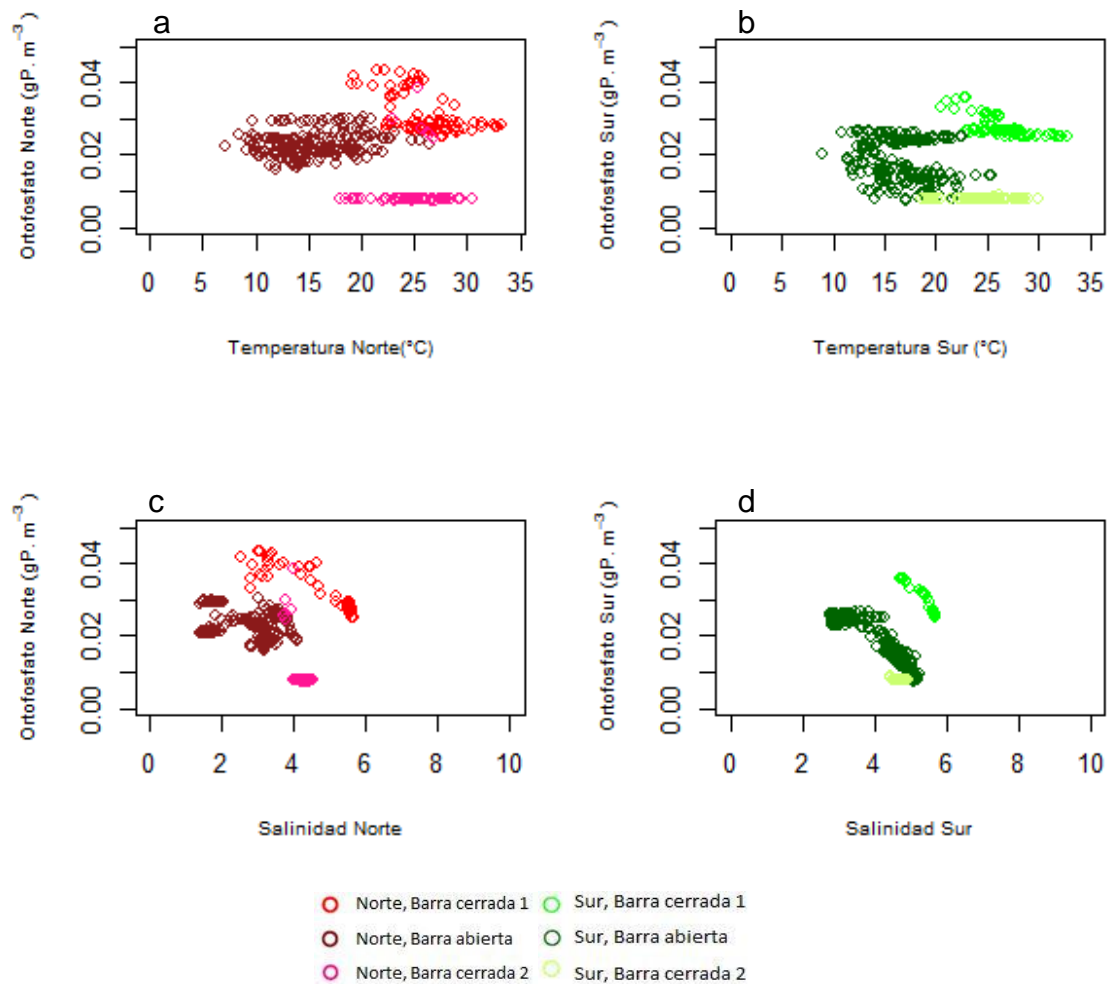 a
Ortofosfato Norte (gP. m⁻³)
0.00 0.02 0.04
0 5 10 15 20 25 30 35
Temperatura Norte(°C)
b
Ortofosfato Sur (gP. m⁻³)
0.00 0.02 0.04
0 5 10 15 20 25 30 35
Temperatura Sur (°C)
c
Ortofosfato Norte (gP. m⁻³)
0.00 0.02 0.04
0 2 4 6 8 10
Salinidad Norte
d
Ortofosfato Sur (gP. m⁻³)
0.00 0.02 0.04
0 2 4 6 8 10
Salinidad Sur
Norte, Barra cerrada 1
Norte, Barra abierta
Norte, Barra cerrada 2
Sur, Barra cerrada 1
Sur, Barra abierta
Sur, Barra cerrada 2